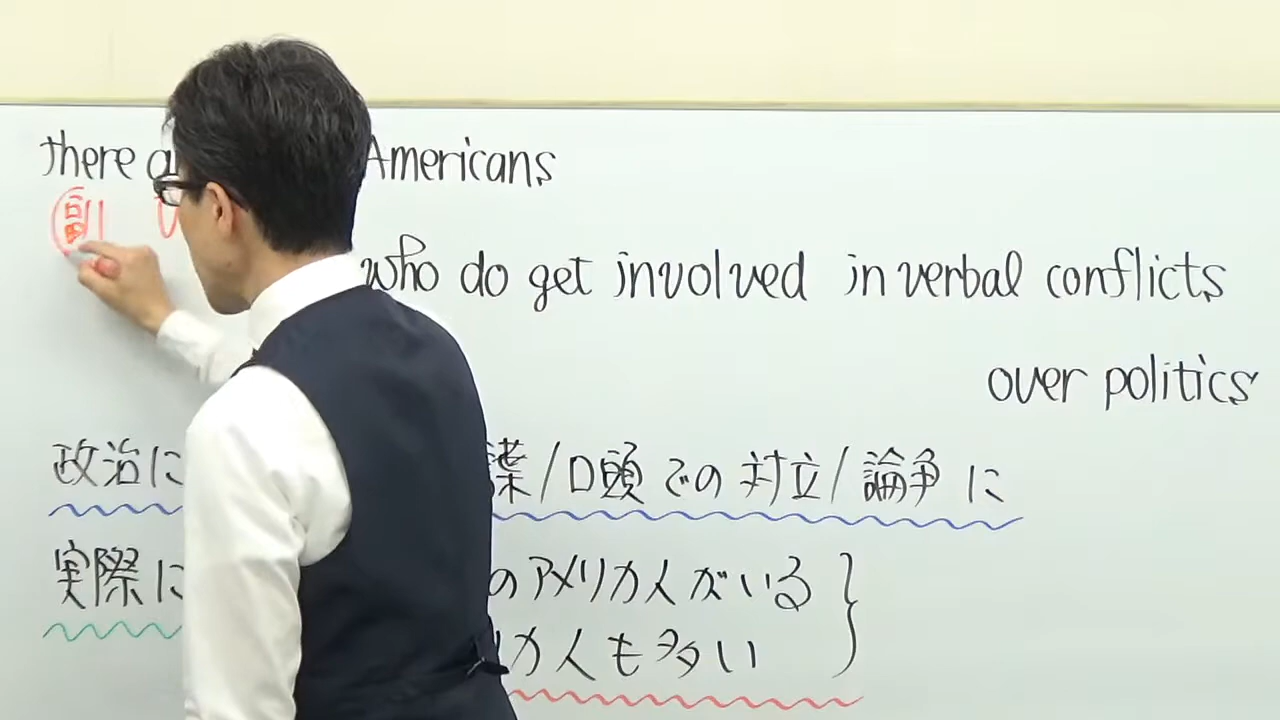 there a Americans
副 V
who do get involved in verbal conflicts
over politics
政治に 葉/口頭での対立/論争に
実際に のアメリカ人がいる
カ人も多い